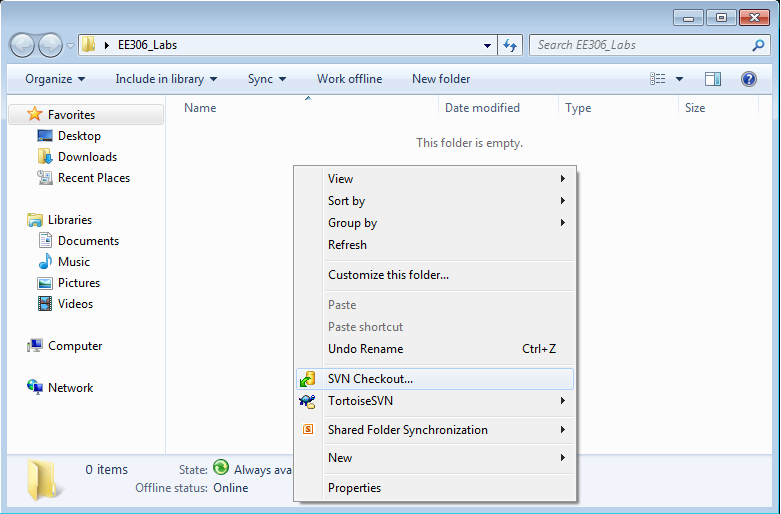 EE306_Labs
Search EE306_Labs
Organize Include in library Sync Work offline New folder
Name Date modified Type Size
This folder is empty.
Favorites
Desktop
Downloads
Recent Places
Libraries
Documents
Music
Pictures
Videos
Computer
Network
View
Sort by
Group by
Refresh
Customize this folder...
Paste
Paste shortcut
Undo Rename Ctrl+Z
SVN Checkout...
TortoiseSVN
Shared Folder Synchronization
New
Properties
0 items State: Always ava
Offline status: Online